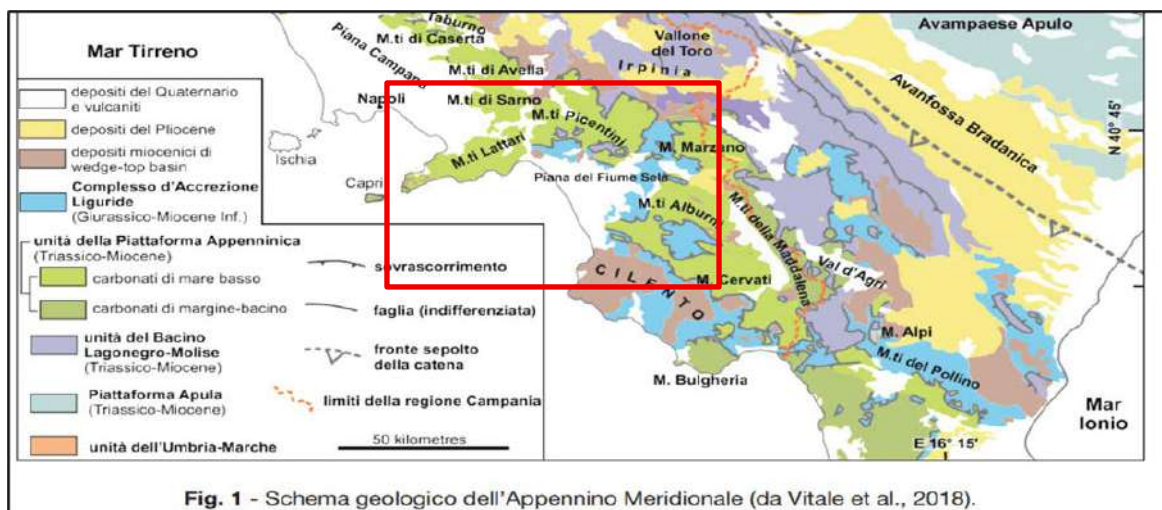 Mar Tirreno
depositi del Quaternario
e vulcaniti
depositi del Pliocene
depositi miocenici di
wedge-top basin
Complesso d'Accrezione
Liguride
(Giurassico-Miocene Inf.)
unità della Piattaforma Appenninica
(Triassico-Miocene)
carbonati di mare basso
carbonati di margine-bacino
unità del Bacino
Lagonegro-Molise
(Triassico-Miocene)
Piattaforma Apula
(Triassico-Miocene)
unità dell'Umbria-Marche
sovrascorrimento
faglia (indifferenziata)
fronte sepolto
della catena
limiti della regione Campania
50 kilometres
Taburno
M.ti di Caserta
Piana Campana
M.ti di Avella
Napoli
M.ti di Sarno
Ischia
Capri
M.ti Lattari
M.ti Picentini
Vallone
del Toro
Irpinia
Avampaese Apulo
Avanfossa Bradanica
N 40° 45'
M. Marzano
Piana del Fiume Sele
M.ti Alburni
M.ti della Maddalena
Val d'Agri
M. Cervati
CILENTO
M. Alpi
M.ti del Pollino
M. Bulgheria
Mar
Ionio
E 16° 15'
Fig. 1 - Schema geologico dell'Appennino Meridionale (da Vitale et al., 2018).